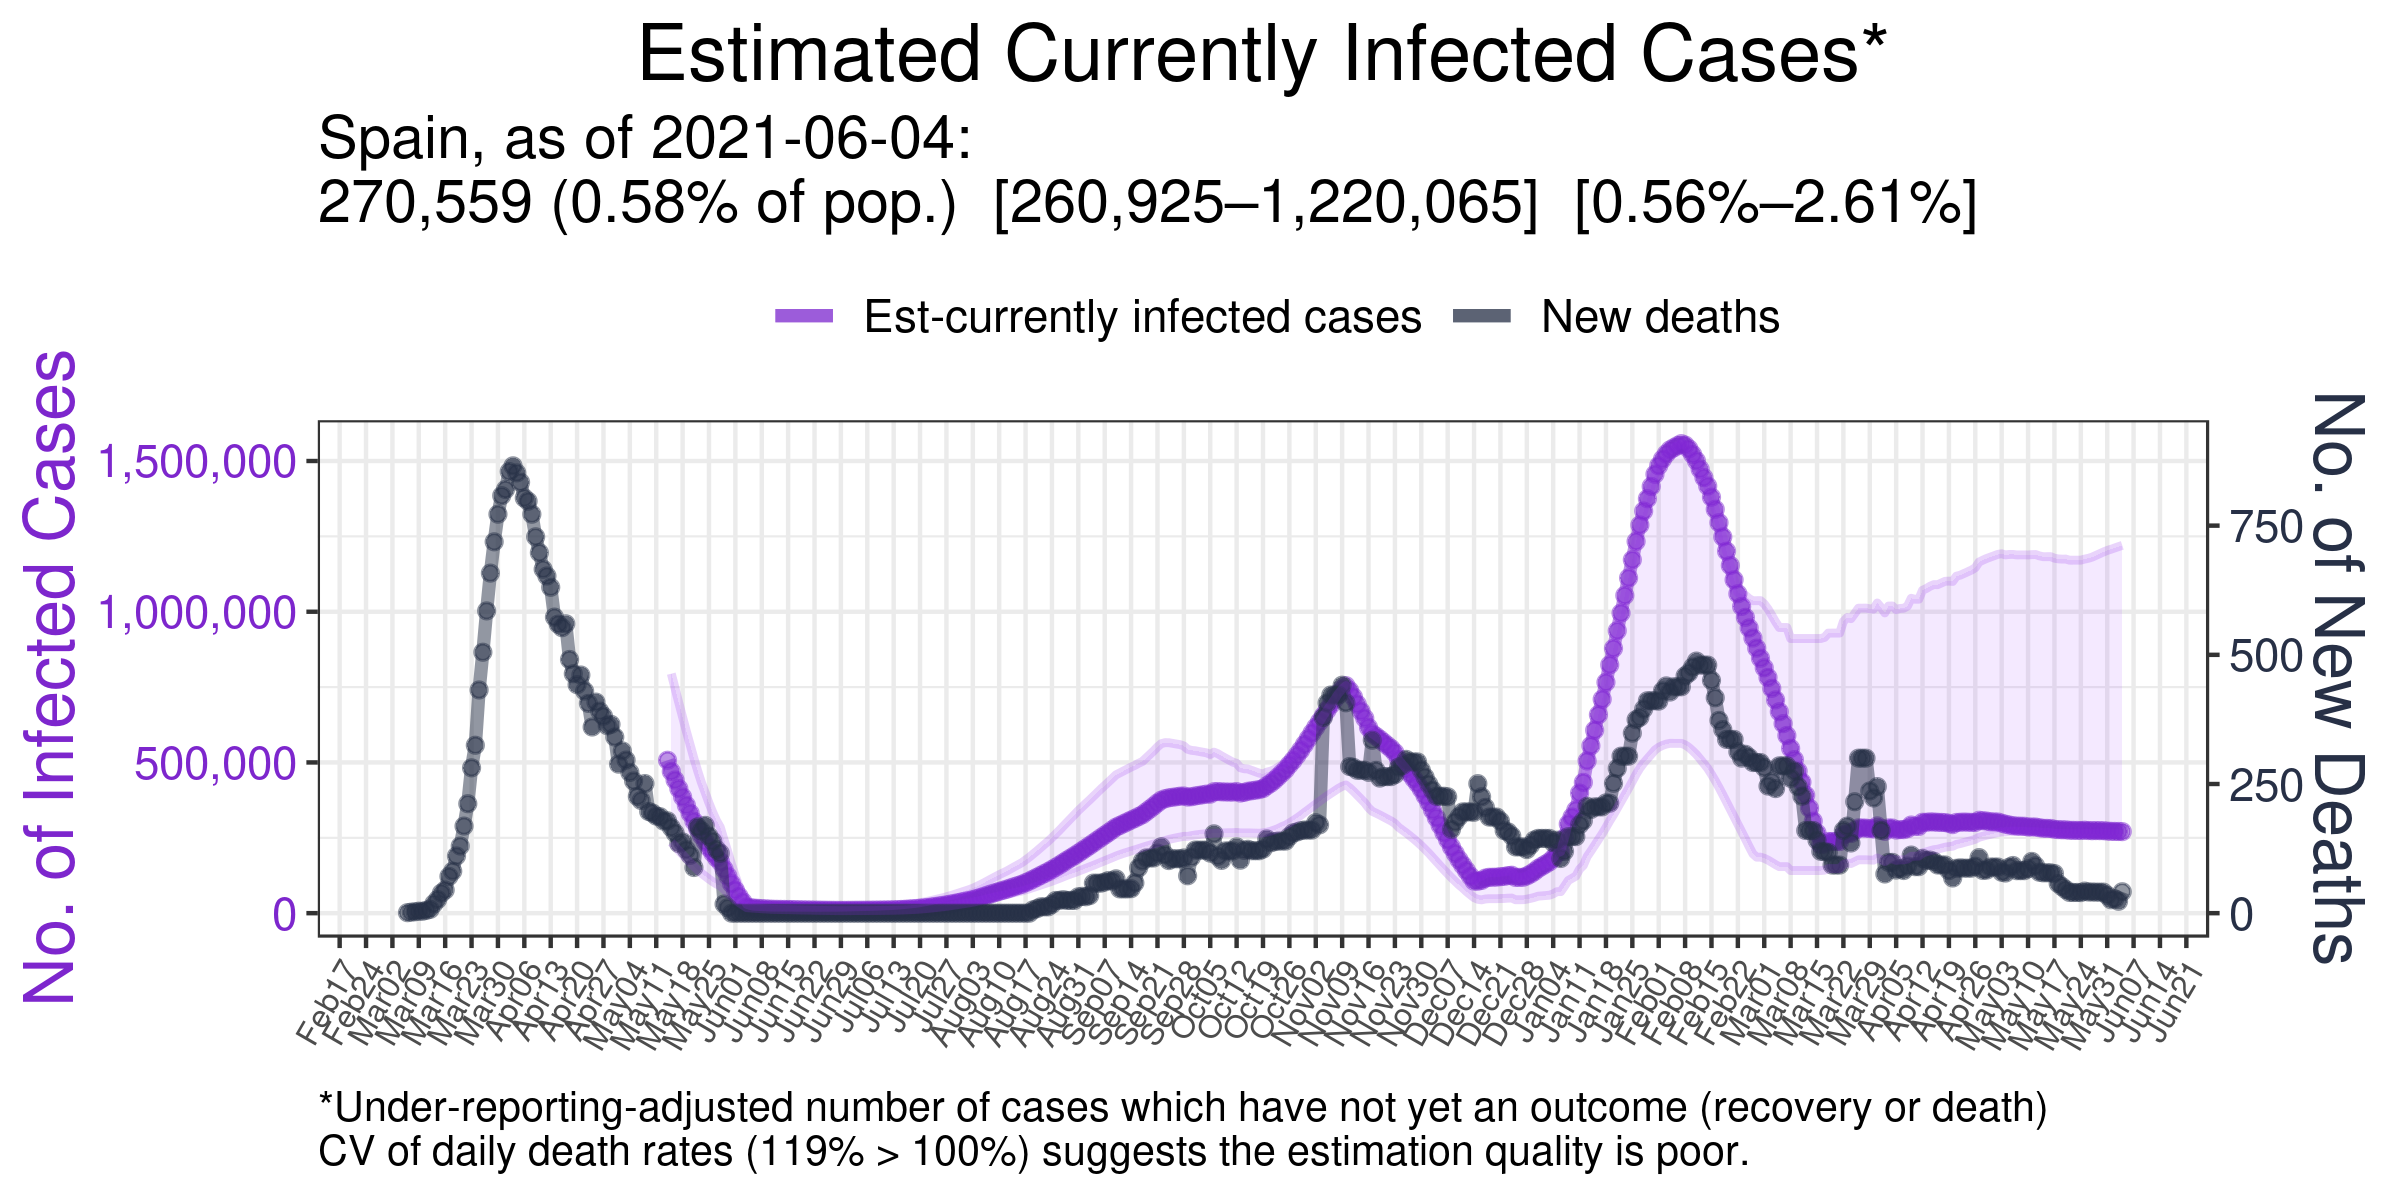 Estimated Currently Infected Cases*
Spain, as of 2021-06-04:
270,559 (0.58% of pop.) [260,925–1,220,065] [0.56%–2.61%]
Est-currently infected cases
New deaths
No. of Infected Cases
1,500,000
1,000,000
500,000
0
No. of New Deaths
750
500
250
0
Feb17
Feb24
Mar02
Mar09
Mar16
Mar23
Mar30
Apr06
Apr13
Apr20
Apr27
May04
May11
May18
May25
Jun01
Jun08
Jun15
Jun22
Jun29
Jul06
Jul13
Jul20
Jul27
Aug03
Aug10
Aug17
Aug24
Aug31
Sep07
Sep14
Sep21
Sep28
Oct05
Oct12
Oct19
Oct26
Nov02
Nov09
Nov16
Nov23
Nov30
Dec07
Dec14
Dec21
Dec28
Jan04
Jan11
Jan18
Jan25
Feb01
Feb08
Feb15
Feb22
Mar01
Mar08
Mar15
Mar22
Mar29
Apr05
Apr12
Apr19
Apr26
May03
May10
May17
May24
May31
Jun07
Jun14
Jun21
*Under-reporting-adjusted number of cases which have not yet an outcome (recovery or death)
CV of daily death rates (119% > 100%) suggests the estimation quality is poor.